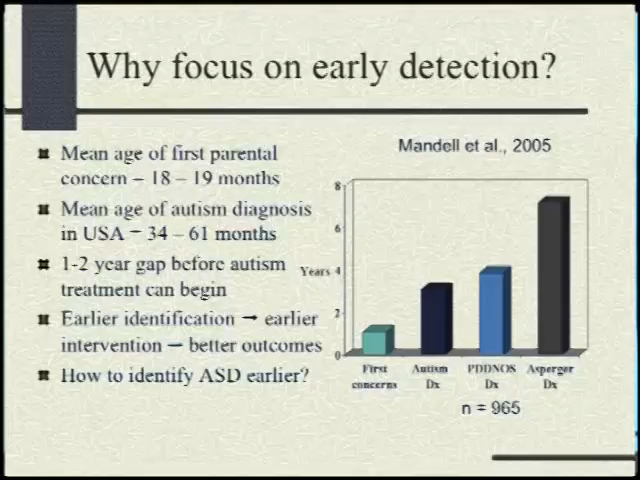 Why focus on early detection?
Mean age of first parental
concern – 18 – 19 months
Mean age of autism diagnosis
in USA – 34 – 61 months
1-2 year gap before autism
treatment can begin
Earlier identification → earlier
intervention → better outcomes
How to identify ASD earlier?
Mandell et al., 2005
8
6
Years 4
2
0
First concerns
Autism Dx
PDDNOS Dx
Asperger Dx
n = 965